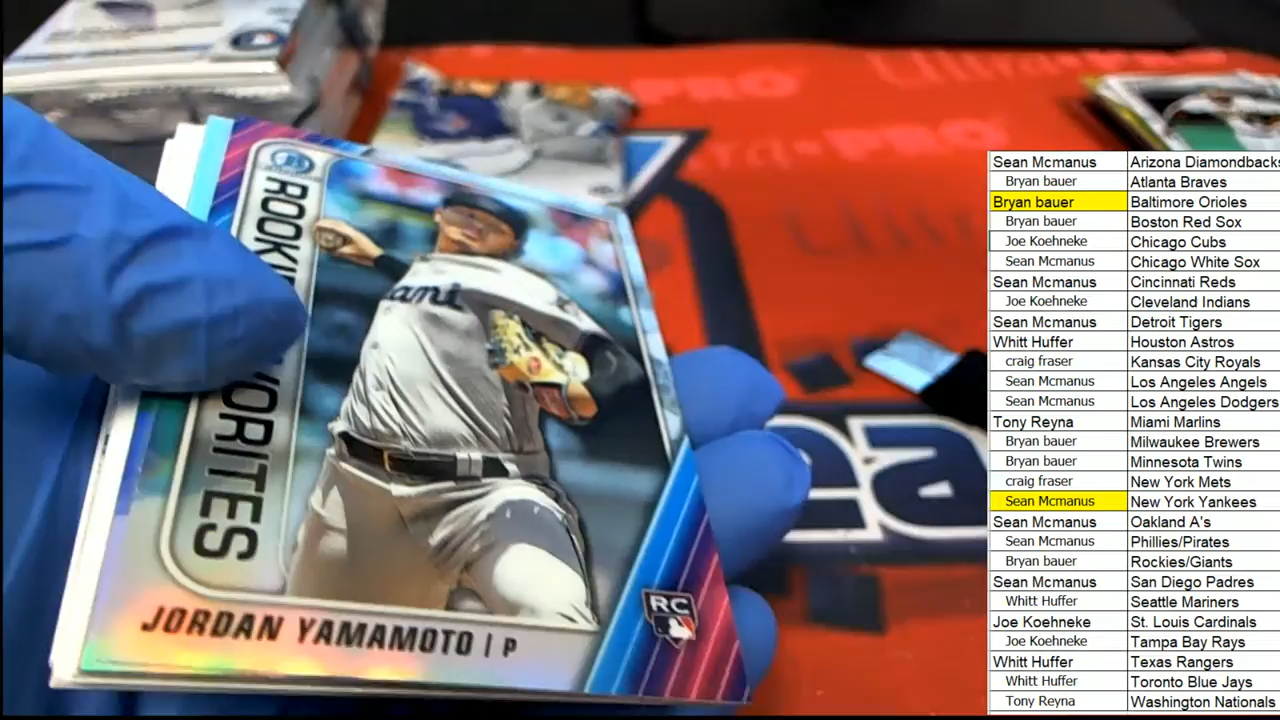 ROOKI
VORITES
ami
JORDAN YAMAMOTO | P
RC
Ultra PRO
PRO
Sean Mcmanus Arizona Diamondbacks
Bryan bauer Atlanta Braves
Bryan bauer Baltimore Orioles
Bryan bauer Boston Red Sox
Joe Koehneke Chicago Cubs
Sean Mcmanus Chicago White Sox
Sean Mcmanus Cincinnati Reds
Joe Koehneke Cleveland Indians
Sean Mcmanus Detroit Tigers
Whitt Huffer Houston Astros
craig fraser Kansas City Royals
Sean Mcmanus Los Angeles Angels
Sean Mcmanus Los Angeles Dodgers
Tony Reyna Miami Marlins
Bryan bauer Milwaukee Brewers
Bryan bauer Minnesota Twins
craig fraser New York Mets
Sean Mcmanus New York Yankees
Sean Mcmanus Oakland A's
Sean Mcmanus Phillies/Pirates
Bryan bauer Rockies/Giants
Sean Mcmanus San Diego Padres
Whitt Huffer Seattle Mariners
Joe Koehneke St. Louis Cardinals
Joe Koehneke Tampa Bay Rays
Whitt Huffer Texas Rangers
Whitt Huffer Toronto Blue Jays
Tony Reyna Washington Nationals